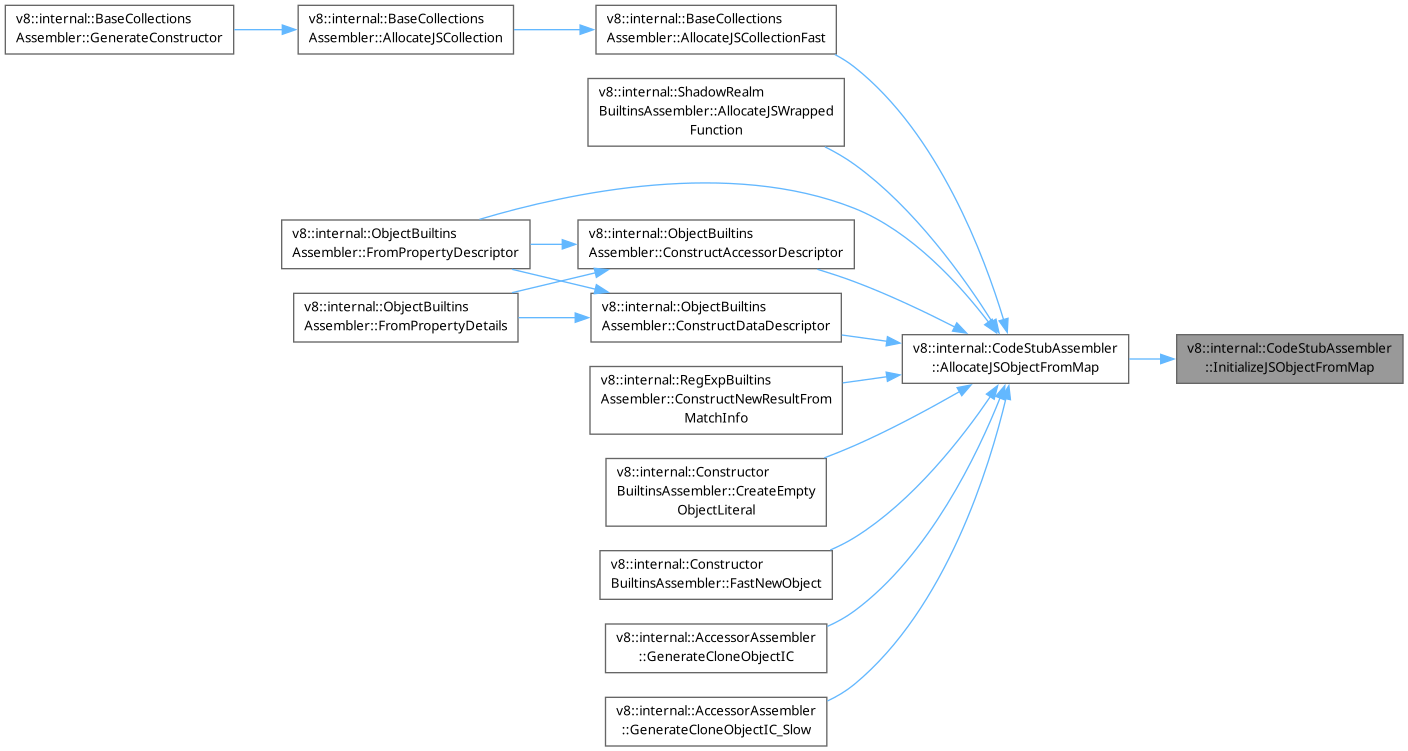 v8::internal::BaseCollections
Assembler::GenerateConstructor
v8::internal::BaseCollections
Assembler::AllocateJSCollection
v8::internal::BaseCollections
Assembler::AllocateJSCollectionFast
v8::internal::ShadowRealm
BuiltinsAssembler::AllocateJSWrapped
Function
v8::internal::ObjectBuiltins
Assembler::FromPropertyDescriptor
v8::internal::ObjectBuiltins
Assembler::ConstructAccessorDescriptor
v8::internal::ObjectBuiltins
Assembler::FromPropertyDetails
v8::internal::ObjectBuiltins
Assembler::ConstructDataDescriptor
v8::internal::CodeStubAssembler
::AllocateJSObjectFromMap
v8::internal::CodeStubAssembler
::InitializeJSObjectFromMap
v8::internal::RegExpBuiltins
Assembler::ConstructNewResultFrom
MatchInfo
v8::internal::Constructor
BuiltinsAssembler::CreateEmpty
ObjectLiteral
v8::internal::Constructor
BuiltinsAssembler::FastNewObject
v8::internal::AccessorAssembler
::GenerateCloneObjectIC
v8::internal::AccessorAssembler
::GenerateCloneObjectIC_Slow